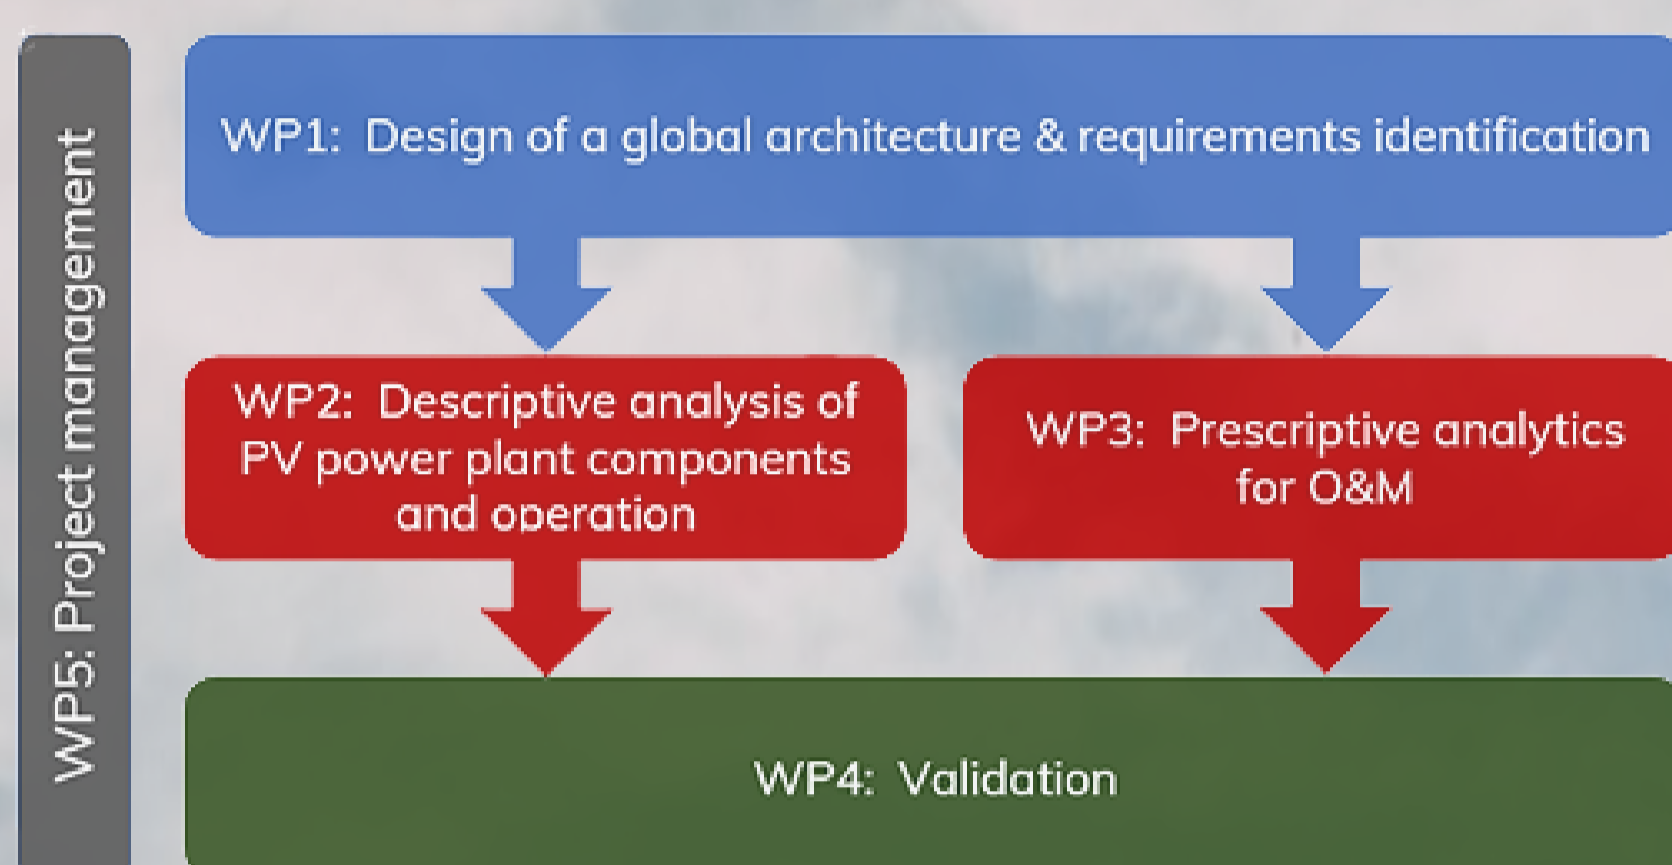 WP5: Project management
WP1: Design of a global architecture & requirements identification
WP2: Descriptive analysis of
PV power plant components
and operation
WP3: Prescriptive analytics
for O&M
WP4: Validation